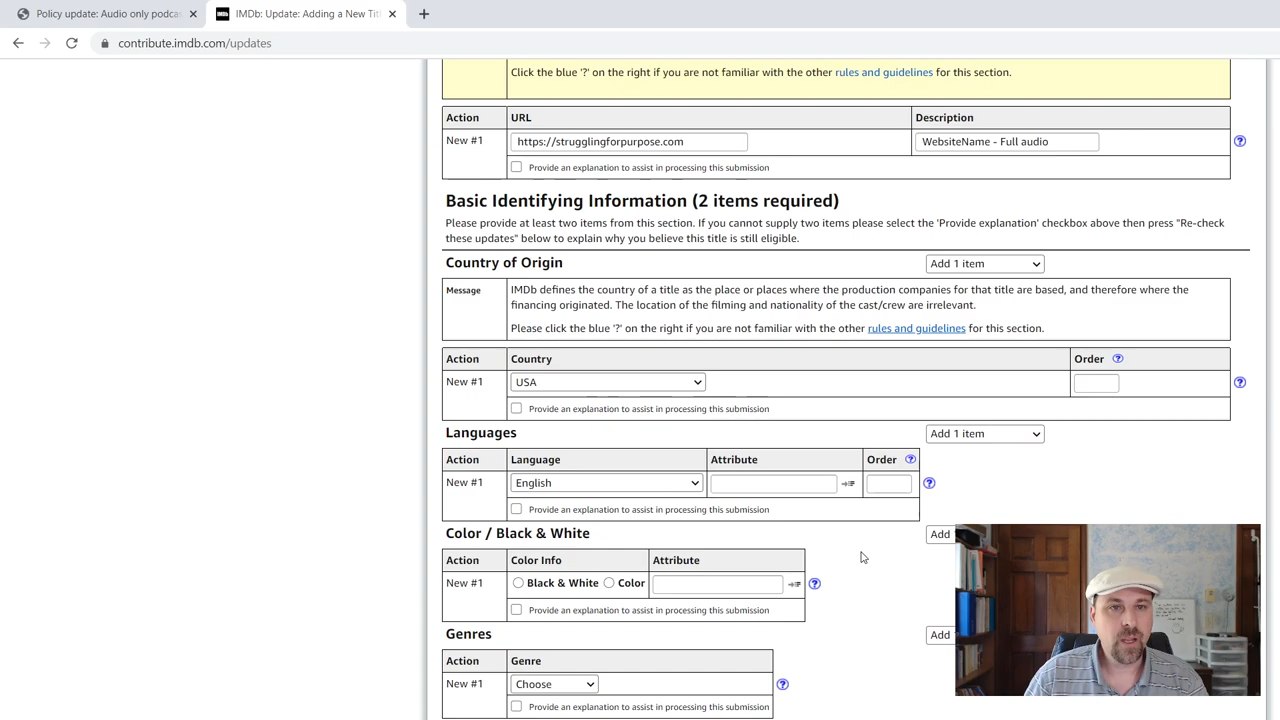 Policy update: Audio only podca
IMDb: Update: Adding a New Titl
contribute.imdb.com/updates
Click the blue '?' on the right if you are not familiar with the other rules and guidelines for this section.
Action URL Description
New #1 https://strugglingforpurpose.com WebsiteName - Full audio
Provide an explanation to assist in processing this submission
Basic Identifying Information (2 items required)
Please provide at least two items from this section. If you cannot supply two items please select the 'Provide explanation' checkbox above then press "Re-check
these updates" below to explain why you believe this title is still eligible.
Country of Origin Add 1 item
Message IMDb defines the country of a title as the place or places where the production companies for that title are based, and therefore where the
financing originated. The location of the filming and nationality of the cast/crew are irrelevant.
Please click the blue '?' on the right if you are not familiar with the other rules and guidelines for this section.
Action Country Order ?
New #1 USA ?
Provide an explanation to assist in processing this submission
Languages Add 1 item
Action Language Attribute Order ?
New #1 English ?
Provide an explanation to assist in processing this submission
Color / Black & White Add
Action Color Info Attribute
New #1 Black & White Color ?
Provide an explanation to assist in processing this submission
Genres Add
Action Genre
New #1 Choose ?
Provide an explanation to assist in processing this submission